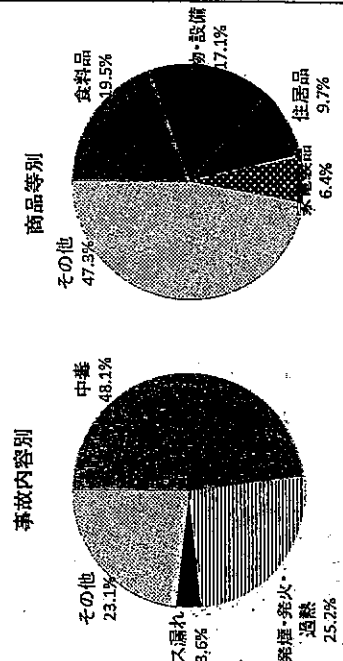 事故内容別
中毒
48.1%
発煙・発火・
過熱
25.2%
ス漏れ
3.6%
その他
23.1%
商品等別
食料品
19.5%
物・設備
17.1%
住居品
9.7%
6.4%
その他
47.3%